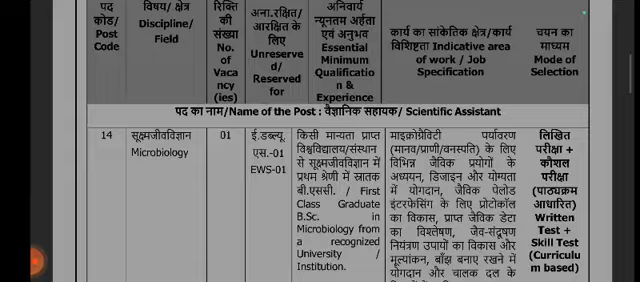 पद कोड/ Post Code
विषय/ क्षेत्र Discipline/ Field
रिक्ति की संख्या No. of Vaca ncy (ies)
अना.रक्षित/ आरक्षित के लिए Unreserve d/ Reserved for
अनिवार्य न्यूनतम अर्हता एवं अनुभव Essential Minimum Qualificatio n & Experience
कार्य का सांकेतिक क्षेत्र/कार्य विशिष्टता Indicative area of work / Job Specification
चयन का माध्यम Mode of Selection
पद का नाम/Name of the Post : वैज्ञानिक सहायक/ Scientific Assistant
14
सूक्ष्मजीवविज्ञान
Microbiology
01
ई.डब्ल्यू.
एस.-01
EWS-01
किसी मान्यता प्राप्त
विश्वविद्यालय/संस्थान
से सूक्ष्मजीवविज्ञान में
प्रथम श्रेणी में स्नातक
बी.एससी. / First
Class Graduate
B.Sc. in
Microbiology from
a recognized
University /
Institution.
माइक्रोग्रैविटी पर्यावरण
(मानव/प्राणी/वनस्पति) के लिए
विभिन्न जैविक प्रयोगों के
अध्ययन, डिजाइन और योग्यता
में योगदान, जैविक पेलोड
इंटरफेसिंग के लिए प्रोटोकॉल
का विकास, प्राप्त जैविक डेटा
का विश्लेषण, जैव-संदूषण
नियंत्रण उपायों का विकास और
मूल्यांकन, बाँझ बनाए रखने में
योगदान और चालक दल के
लिखित
परीक्षा +
कौशल
परीक्षा
(पाठ्यक्रम
आधारित)
Written
Test +
Skill Test
(Curriculu
m based)